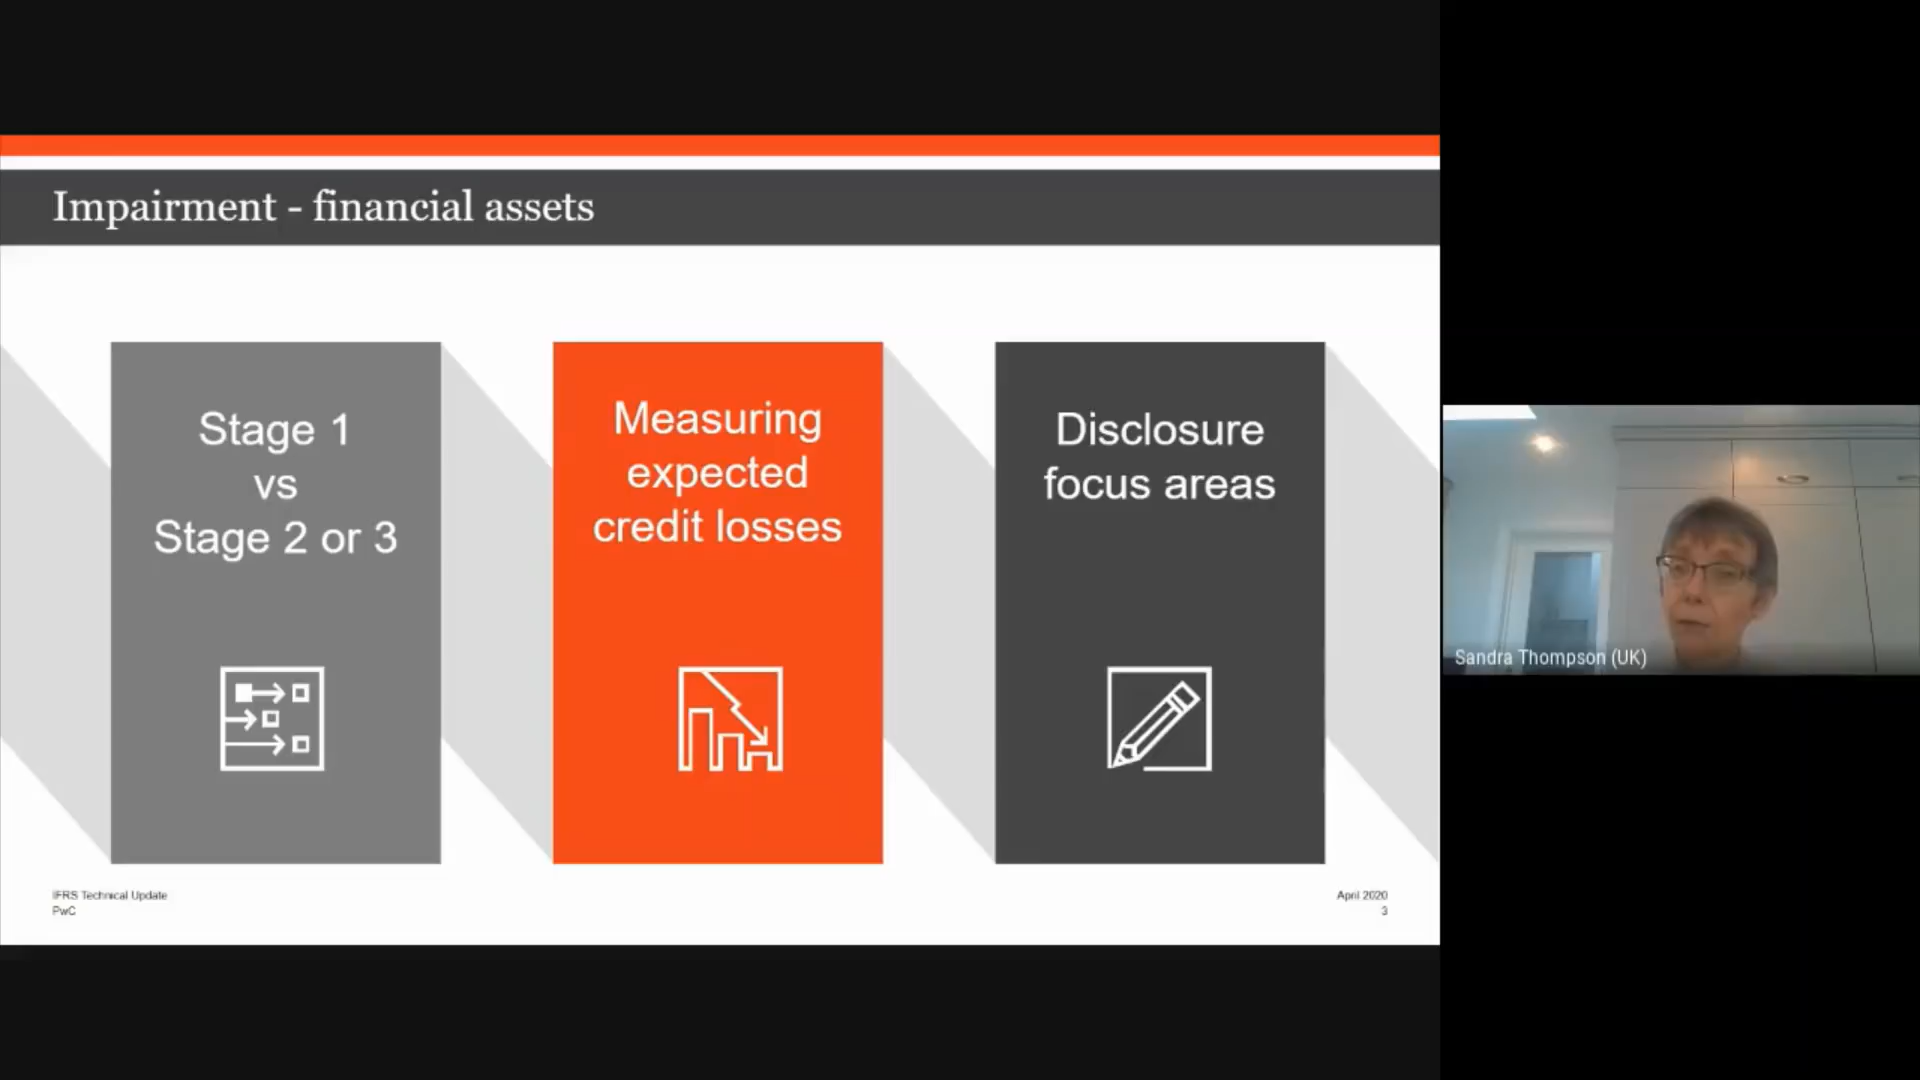 Impairment - financial assets
Stage 1
vs
Stage 2 or 3
Measuring
expected
credit losses
Disclosure
focus areas
IFRS Technical Update
PwC
April 2020
3
Sandra Thompson (UK)